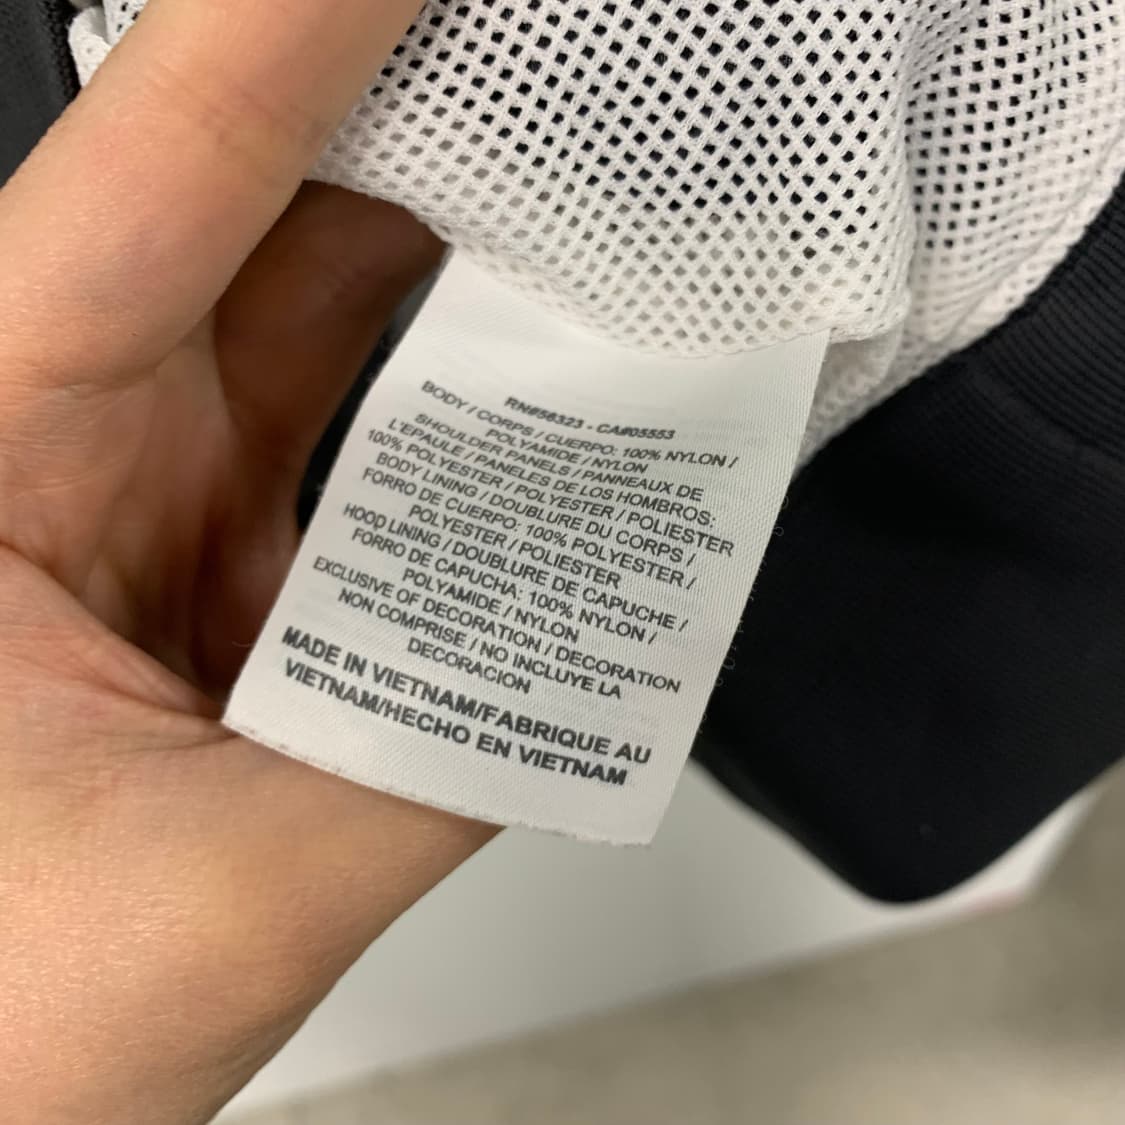 RN#56323 - CA#05553
BODY / CORPS / CUERPO: 100% NYLON /
POLYAMIDE / NYLON
SHOULDER PANELS / PANNEAUX DE
L'EPAULE / PANELES DE LOS HOMBROS:
100% POLYESTER / POLYESTER / POLIESTER
BODY LINING / DOUBLURE DU CORPS /
FORRO DE CUERPO: 100% POLYESTER /
POLYESTER / POLIESTER
HOOD LINING / DOUBLURE DE CAPUCHE /
FORRO DE CAPUCHA: 100% NYLON /
POLYAMIDE / NYLON
EXCLUSIVE OF DECORATION / DECORATION
NON COMPRISE / NO INCLUYE LA
DECORACION
MADE IN VIETNAM/FABRIQUE AU
VIETNAM/HECHO EN VIETNAM